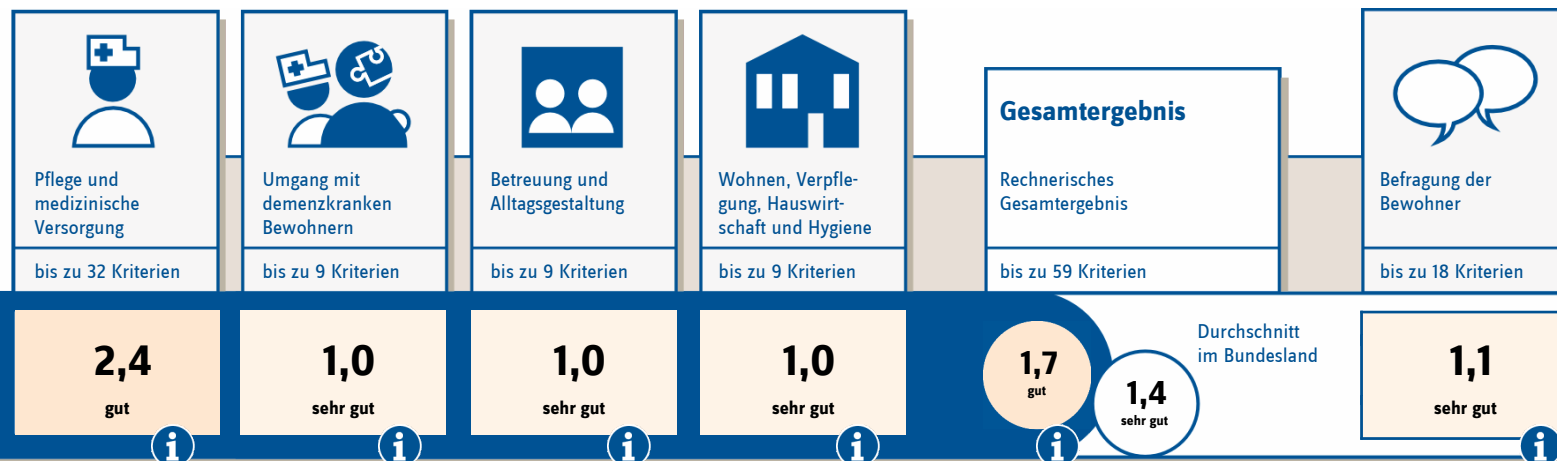 Pflege und
medizinische
Versorgung
bis zu 32 Kriterien
2,4
gut
i
Umgang mit
demenzkranken
Bewohnern
bis zu 9 Kriterien
1,0
sehr gut
i
Betreuung und
Alltagsgestaltung
bis zu 9 Kriterien
1,0
sehr gut
i
Wohnen, Verpfle-
gung, Hauswirt-
schaft und Hygiene
bis zu 9 Kriterien
1,0
sehr gut
i
Gesamtergebnis
Rechnerisches
Gesamtergebnis
bis zu 59 Kriterien
1,7
gut
i
Durchschnitt
im Bundesland
1,4
sehr gut
Befragung der
Bewohner
bis zu 18 Kriterien
1,1
sehr gut
i